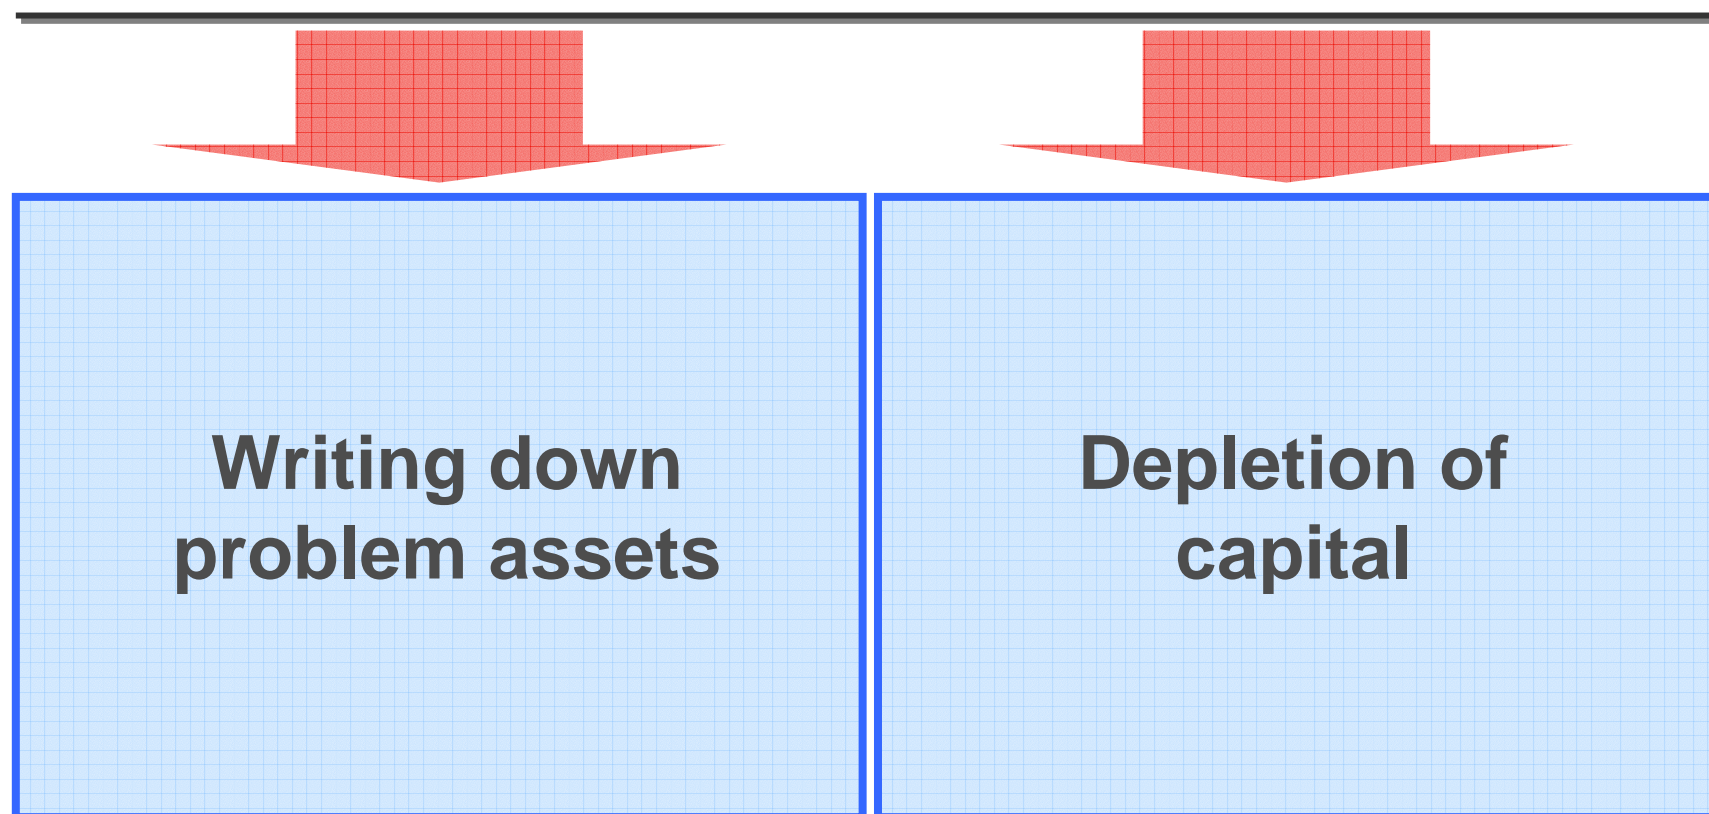 Writing down
problem assets
Depletion of
capital